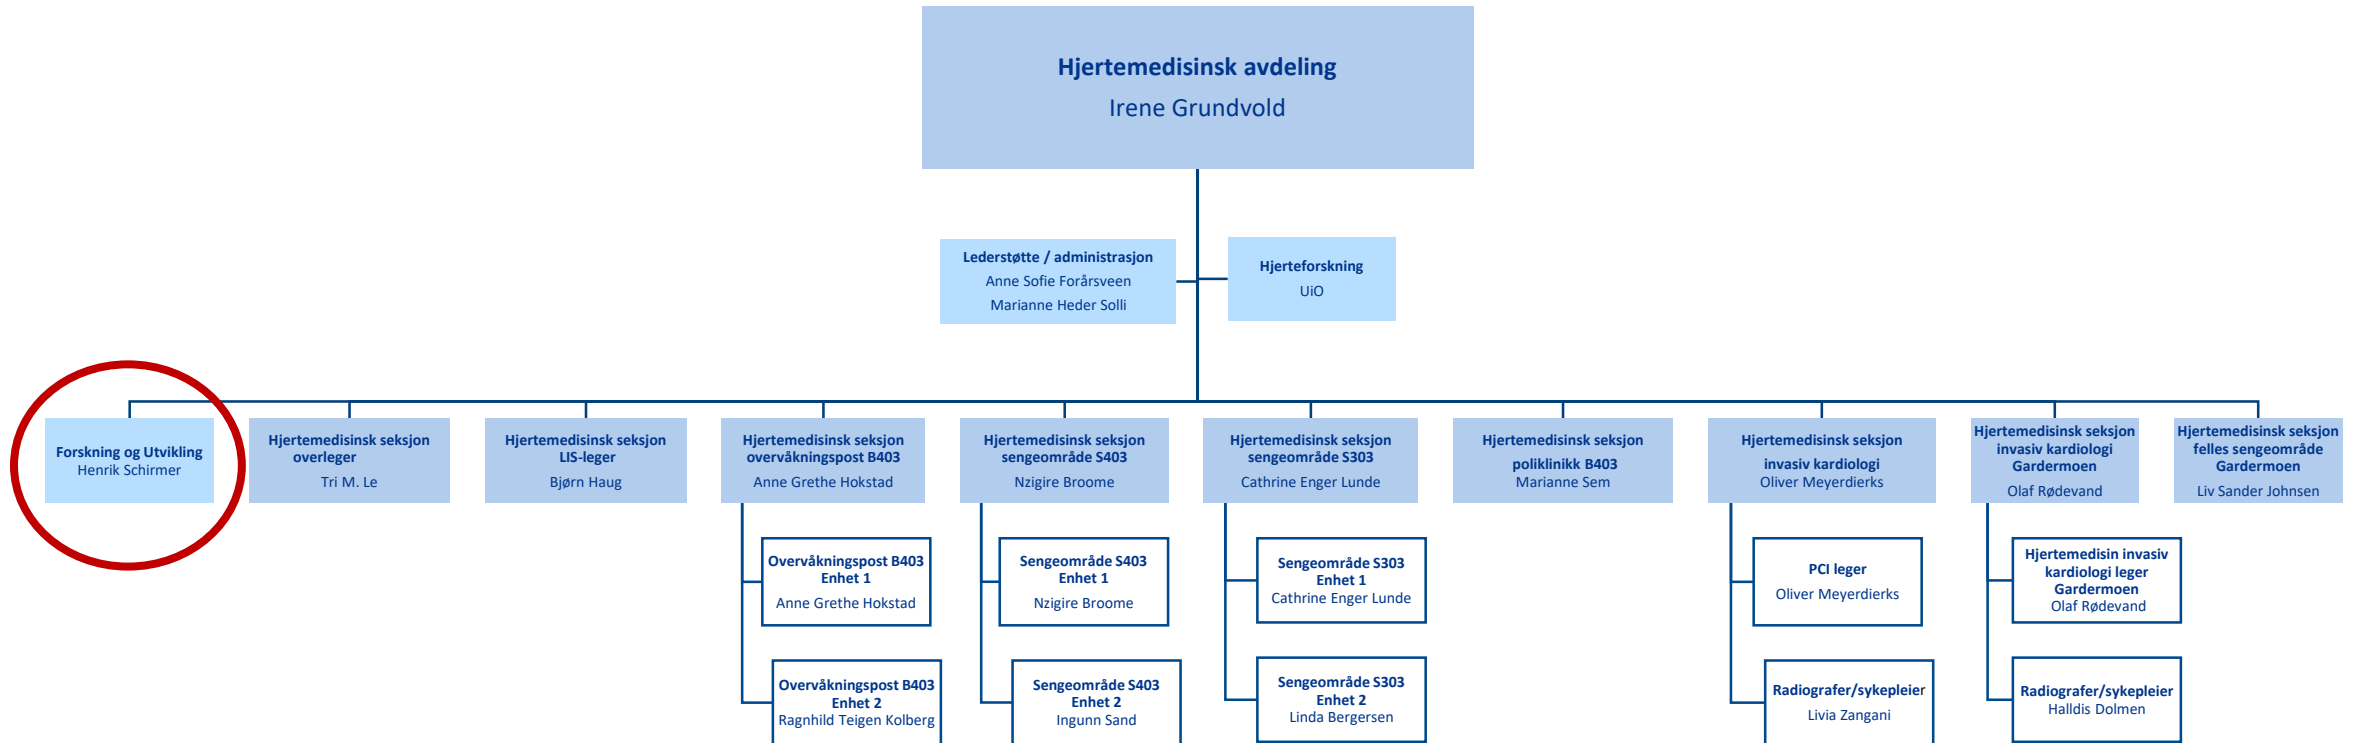 Hjertemedisinsk avdeling
Irene Grundvold
Lederstøtte / administrasjon
Anne Sofie Forårsveen
Marianne Heder Solli
Hjerteforskning
UiO
Forskning og Utvikling
Henrik Schirmer
Hjertemedisinsk seksjon
overleger
Tri M. Le
Hjertemedisinsk seksjon
LIS-leger
Bjørn Haug
Hjertemedisinsk seksjon
overvåkningspost B403
Anne Grethe Hokstad
Hjertemedisinsk seksjon
sengeområde S403
Nzigire Broome
Hjertemedisinsk seksjon
sengeområde S303
Cathrine Enger Lunde
Hjertemedisinsk seksjon
poliklinikk B403
Marianne Sem
Hjertemedisinsk seksjon
invasiv kardiologi
Oliver Meyerdierks
Hjertemedisinsk seksjon
invasiv kardiologi
Gardermoen
Olaf Rødevand
Hjertemedisinsk seksjon
felles sengeområde
Gardermoen
Liv Sander Johnsen
Overvåkningspost B403
Enhet 1
Anne Grethe Hokstad
Sengeområde S403
Enhet 1
Nzigire Broome
Sengeområde S303
Enhet 1
Cathrine Enger Lunde
PCI leger
Oliver Meyerdierks
Hjertemedisin invasiv
kardiologi leger
Gardermoen
Olaf Rødevand
Overvåkningspost B403
Enhet 2
Ragnhild Teigen Kolberg
Sengeområde S403
Enhet 2
Ingunn Sand
Sengeområde S303
Enhet 2
Linda Bergersen
Radiografer/sykepleier
Livia Zangani
Radiografer/sykepleier
Halldis Dolmen